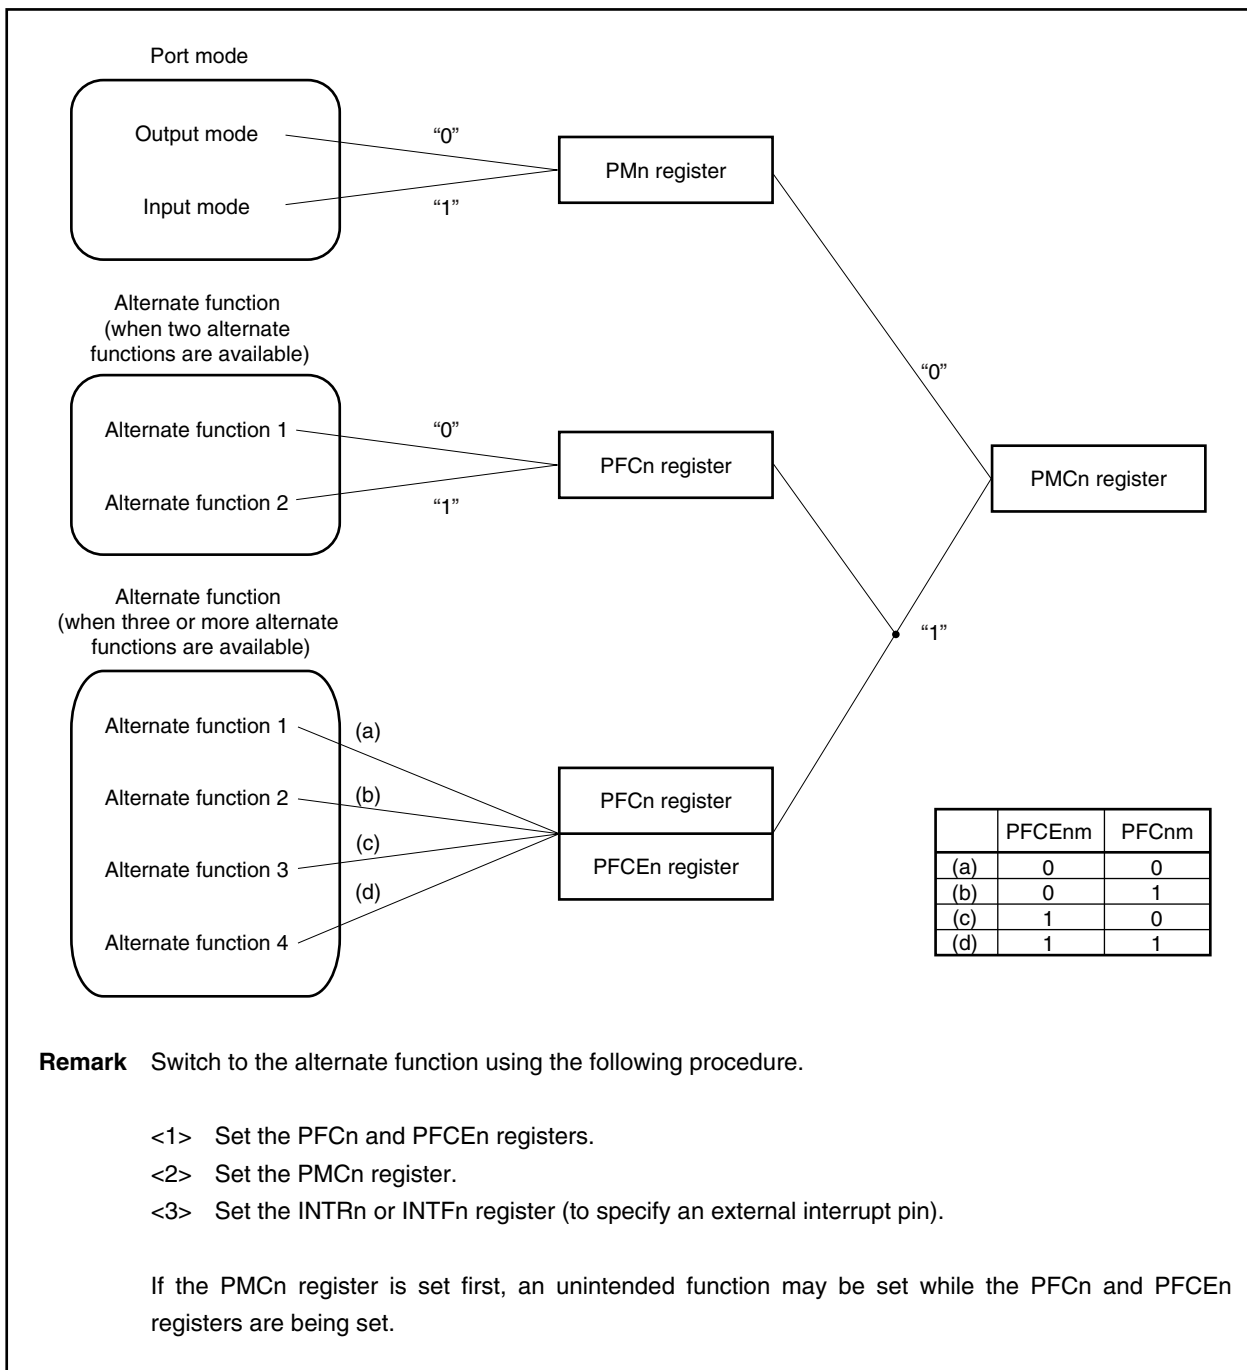 Port mode
Output mode
“0”
Input mode
“1”
PMn register
“0”
Alternate function
(when two alternate
functions are available)
Alternate function 1
“0”
Alternate function 2
“1”
PFCn register
PMCn register
“1”
Alternate function
(when three or more alternate
functions are available)
Alternate function 1
(a)
Alternate function 2
(b)
Alternate function 3
(c)
Alternate function 4
(d)
PFCn register
PFCEn register
PFCEnm PFCnm
(a) 0 0
(b) 0 1
(c) 1 0
(d) 1 1
Remark Switch to the alternate function using the following procedure.
<1> Set the PFCn and PFCEn registers.
<2> Set the PMCn register.
<3> Set the INTRn or INTFn register (to specify an external interrupt pin).
If the PMCn register is set first, an unintended function may be set while the PFCn and PFCEn
registers are being set.